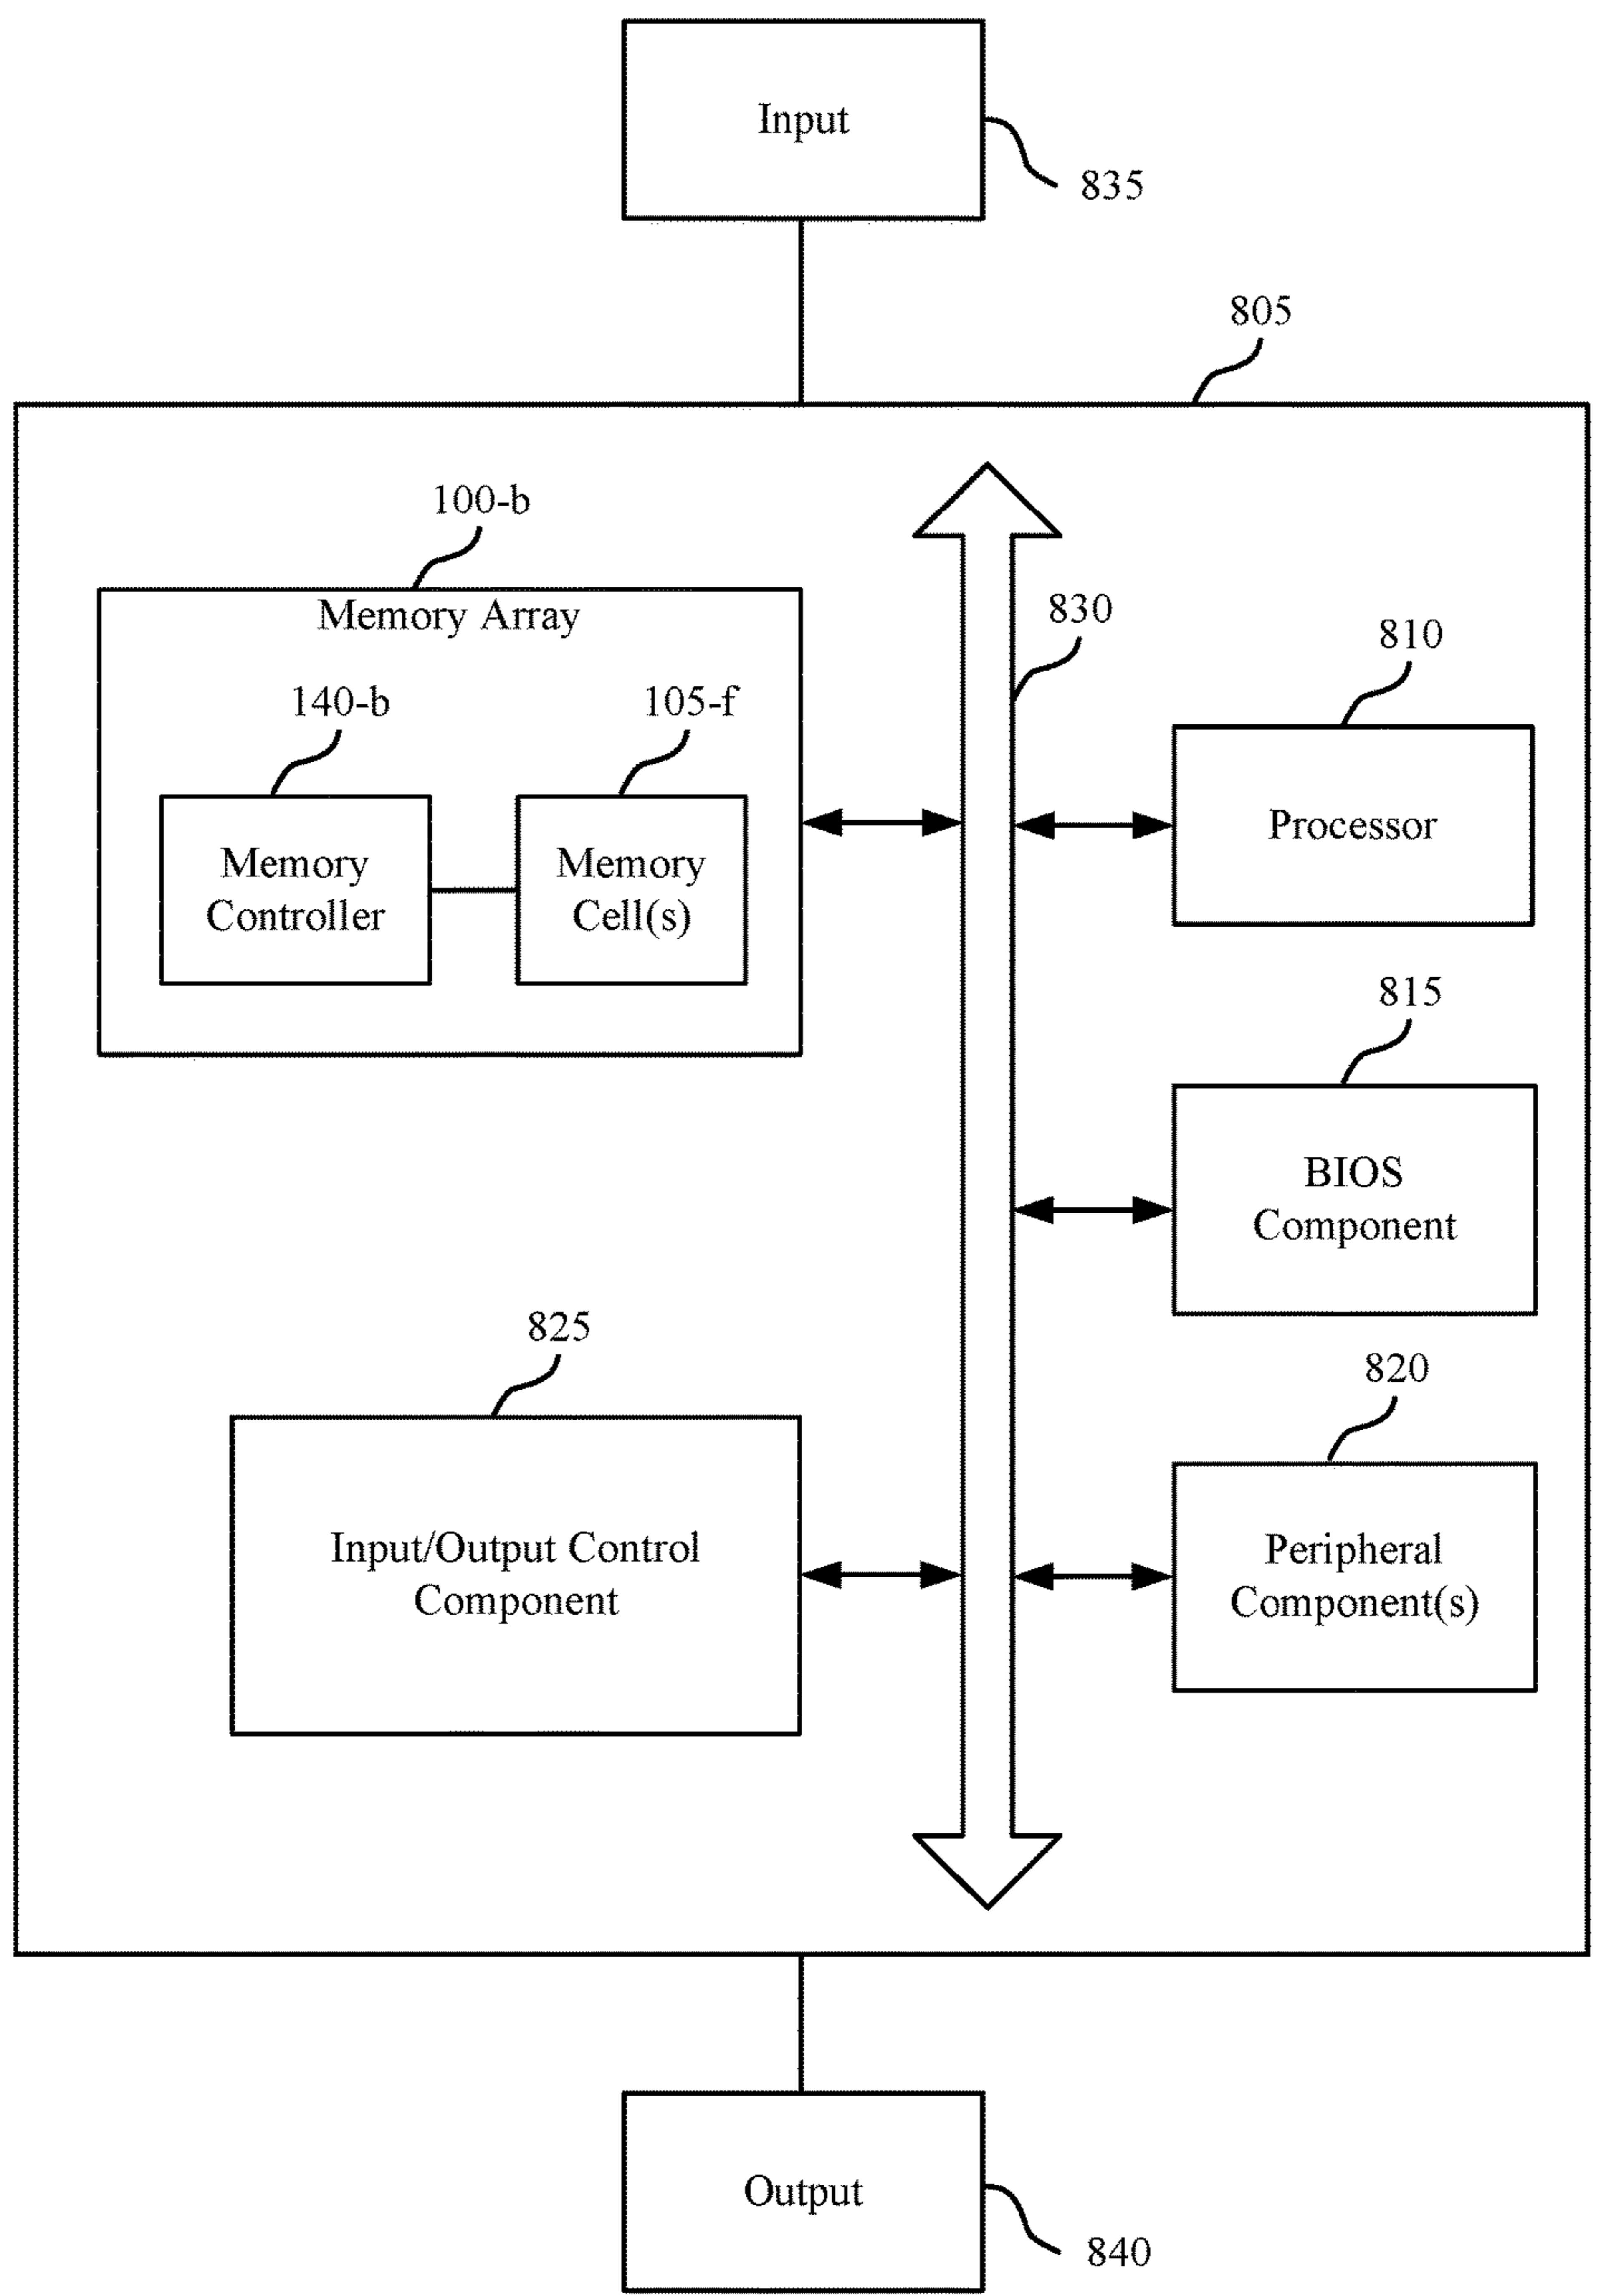 Input
835
805
100-b
Memory Array
830
810
140-b
105-f
Memory
Controller
Memory
Cell(s)
Processor
815
BIOS
Component
825
820
Input/Output Control
Component
Peripheral
Component(s)
Output
840